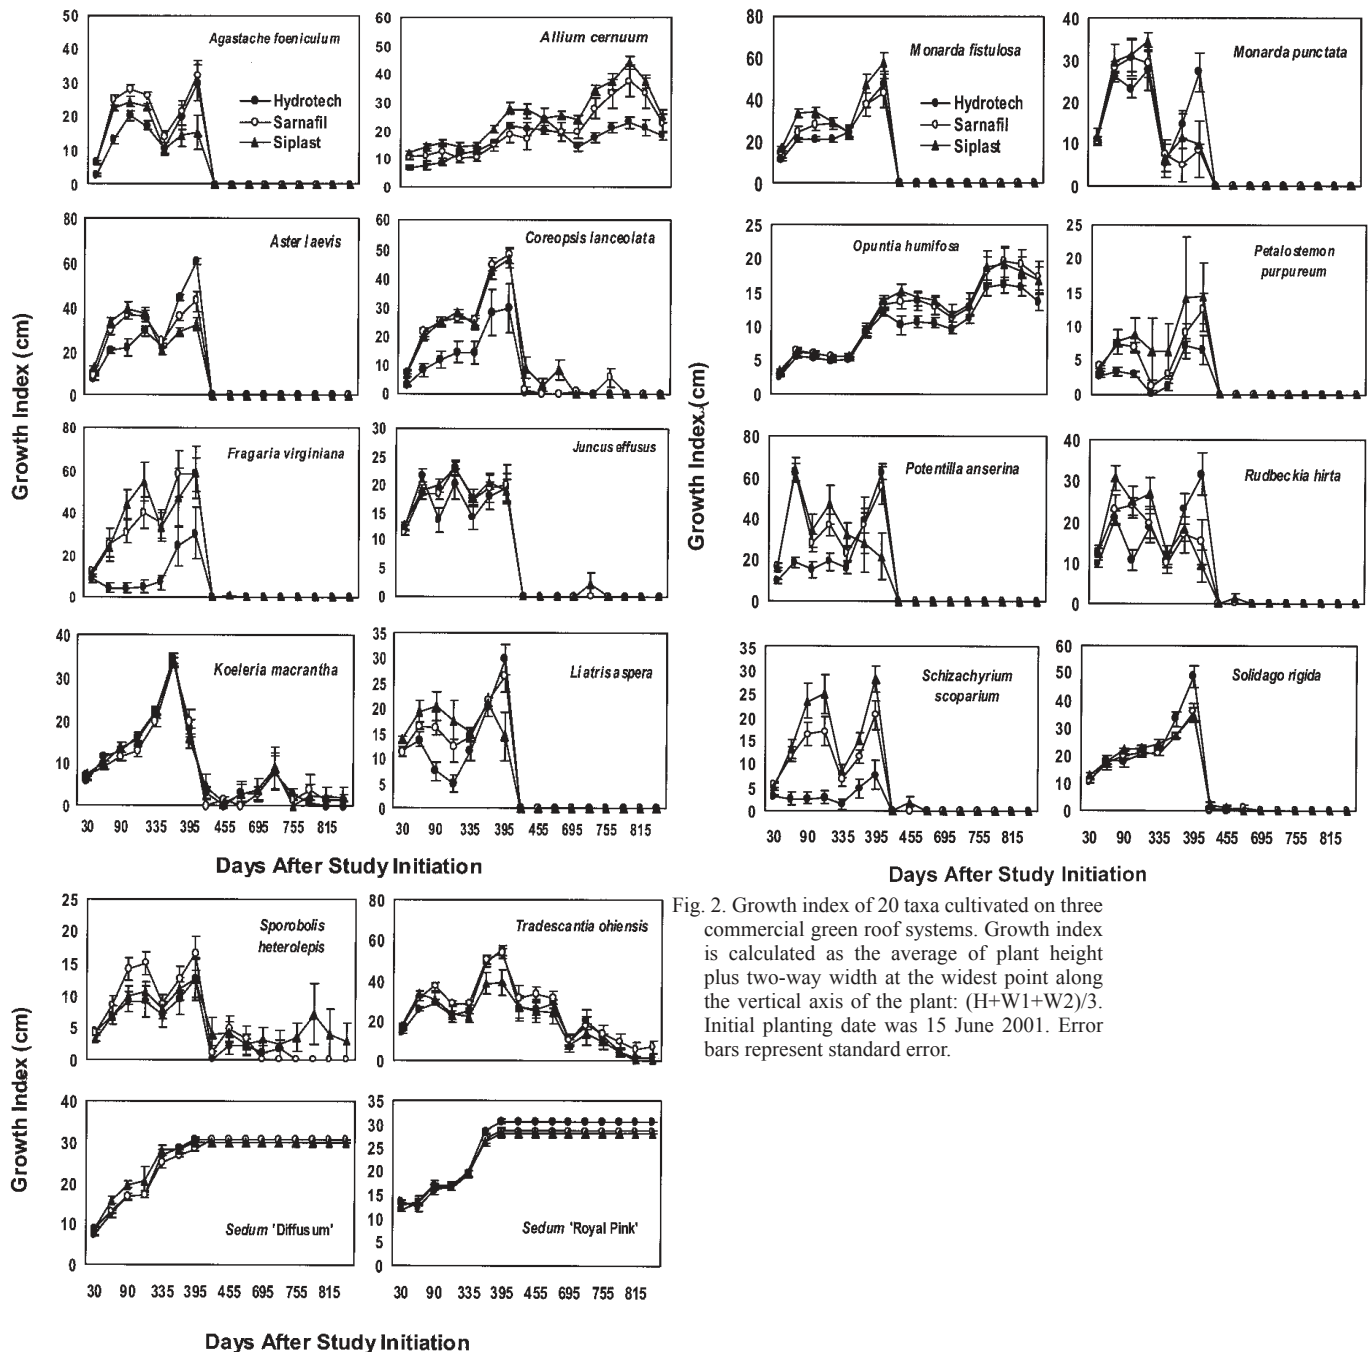 50
40
30
20
10
0
Agastache foeniculum
Hydrotech
Sarnafil
Siplast
60
50
40
30
20
10
0
Allium cernuum
80
60
40
20
0
Aster laevis
60
50
40
30
20
10
0
Coreopsis lanceolata
Growth Index (cm)
80
60
40
20
0
Fragaria virginiana
30
25
20
15
10
5
0
Juncus effusus
40
30
20
10
0
Koeleria macrantha
30 90 335 395 455 695 755 815
35
30
25
20
15
10
5
0
Liatris aspera
30 90 335 395 455 695 755 815
Days After Study Initiation
80
60
40
20
0
Monarda fistulosa
Hydrotech
Sarnafil
Siplast
40
30
20
10
0
Monarda punctata
25
20
15
10
5
0
Opuntia humifosa
25
20
15
10
5
0
Petalostemon
purpureum
Growth Index (cm)
80
60
40
20
0
Potentilla anserina
40
30
20
10
0
Rudbeckia hirta
35
30
25
20
15
10
5
0
Schizachyrium
scoparium
30 90 335 395 455 695 755 815
60
50
40
30
20
10
0
Solidago rigida
30 90 335 395 455 695 755 815
Days After Study Initiation
25
20
15
10
5
0
Sporobolis
heterolepis
80
60
40
20
0
Tradescantia ohiensis
Growth Index (cm)
40
30
20
10
0
Sedum 'Diffusum'
30 90 335 395 455 695 755 815
35
30
25
20
15
10
5
0
Sedum 'Royal Pink'
30 90 335 395 455 695 755 815
Days After Study Initiation
Fig. 2. Growth index of 20 taxa cultivated on three
commercial green roof systems. Growth index
is calculated as the average of plant height
plus two-way width at the widest point along
the vertical axis of the plant: (H+W1+W2)/3.
Initial planting date was 15 June 2001. Error
bars represent standard error.